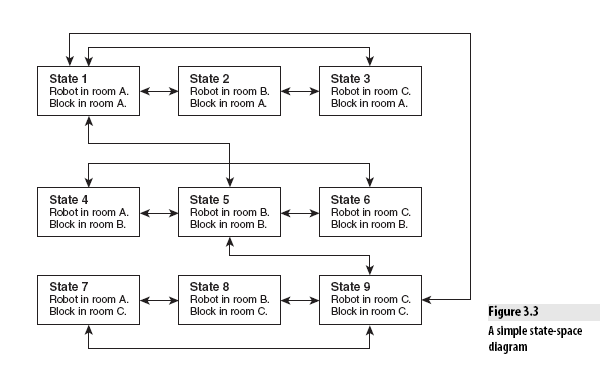 State 1
Robot in room A.
Block in room A.
State 2
Robot in room B.
Block in room A.
State 3
Robot in room C.
Block in room A.
State 4
Robot in room A.
Block in room B.
State 5
Robot in room B.
Block in room B.
State 6
Robot in room C.
Block in room B.
State 7
Robot in room A.
Block in room C.
State 8
Robot in room B.
Block in room C.
State 9
Robot in room C.
Block in room C.
Figure 3.3
A simple state-space
diagram